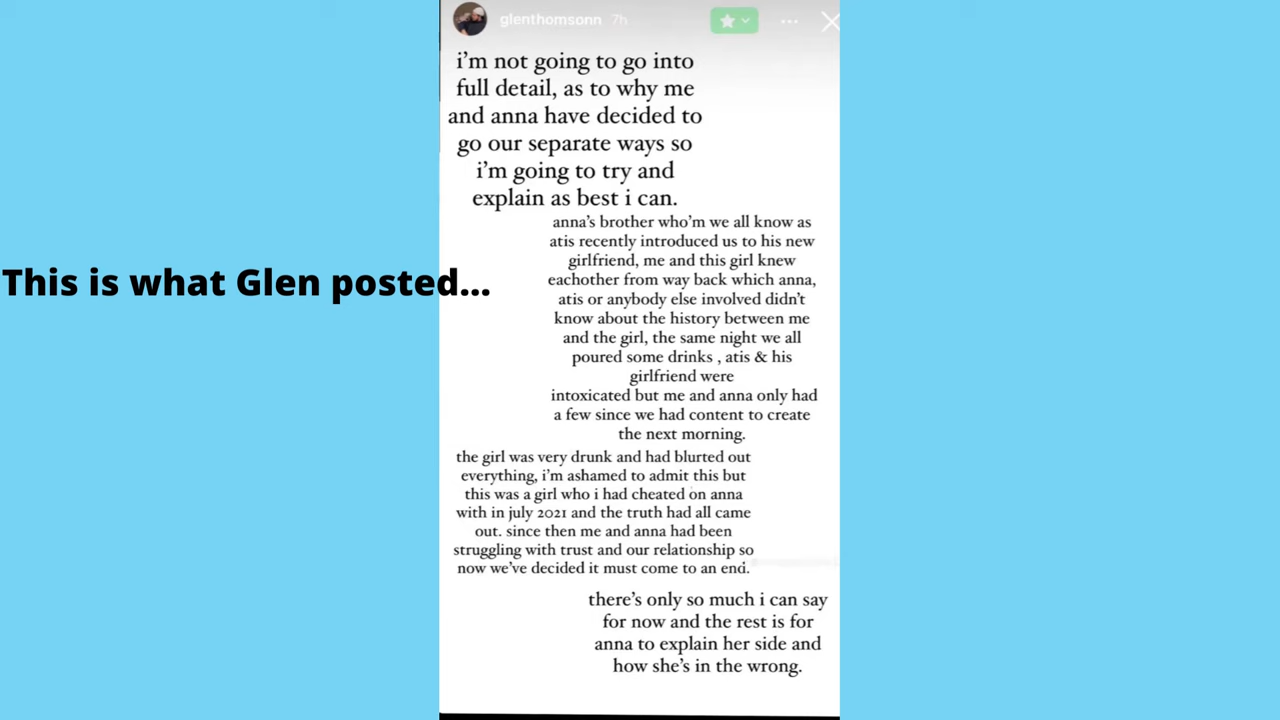 glenthomsonn 7h
i'm not going to go into
full detail, as to why me
and anna have decided to
go our separate ways so
i'm going to try and
explain as best i can.
anna's brother who'm we all know as
atis recently introduced us to his new
girlfriend, me and this girl knew
eachother from way back which anna,
atis or anybody else involved didn't
know about the history between me
and the girl, the same night we all
poured some drinks , atis & his
girlfriend were
intoxicated but me and anna only had
a few since we had content to create
the next morning.
This is what Glen posted...
the girl was very drunk and had blurted out
everything, i'm ashamed to admit this but
this was a girl who i had cheated on anna
with in july 2021 and the truth had all came
out. since then me and anna had been
struggling with trust and our relationship so
now we've decided it must come to an end.
there's only so much i can say
for now and the rest is for
anna to explain her side and
how she's in the wrong.